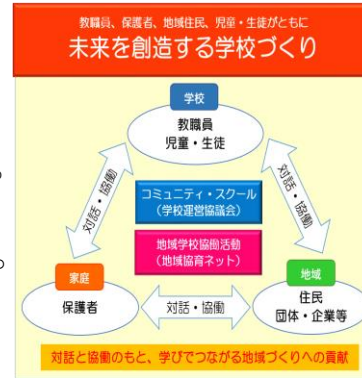 教職員、保護者、地域住民、児童・生徒がともに
未来を創造する学校づくり
学校
教職員
児童・生徒
対話・協働
対話・協働
コミュニティ・スクール
（学校運営協議会）
地域学校協働活動
（地域協育ネット）
家庭
保護者
対話・協働
地域
住民
団体・企業等
対話と協働のもと、学びでつながる地域づくりへの貢献